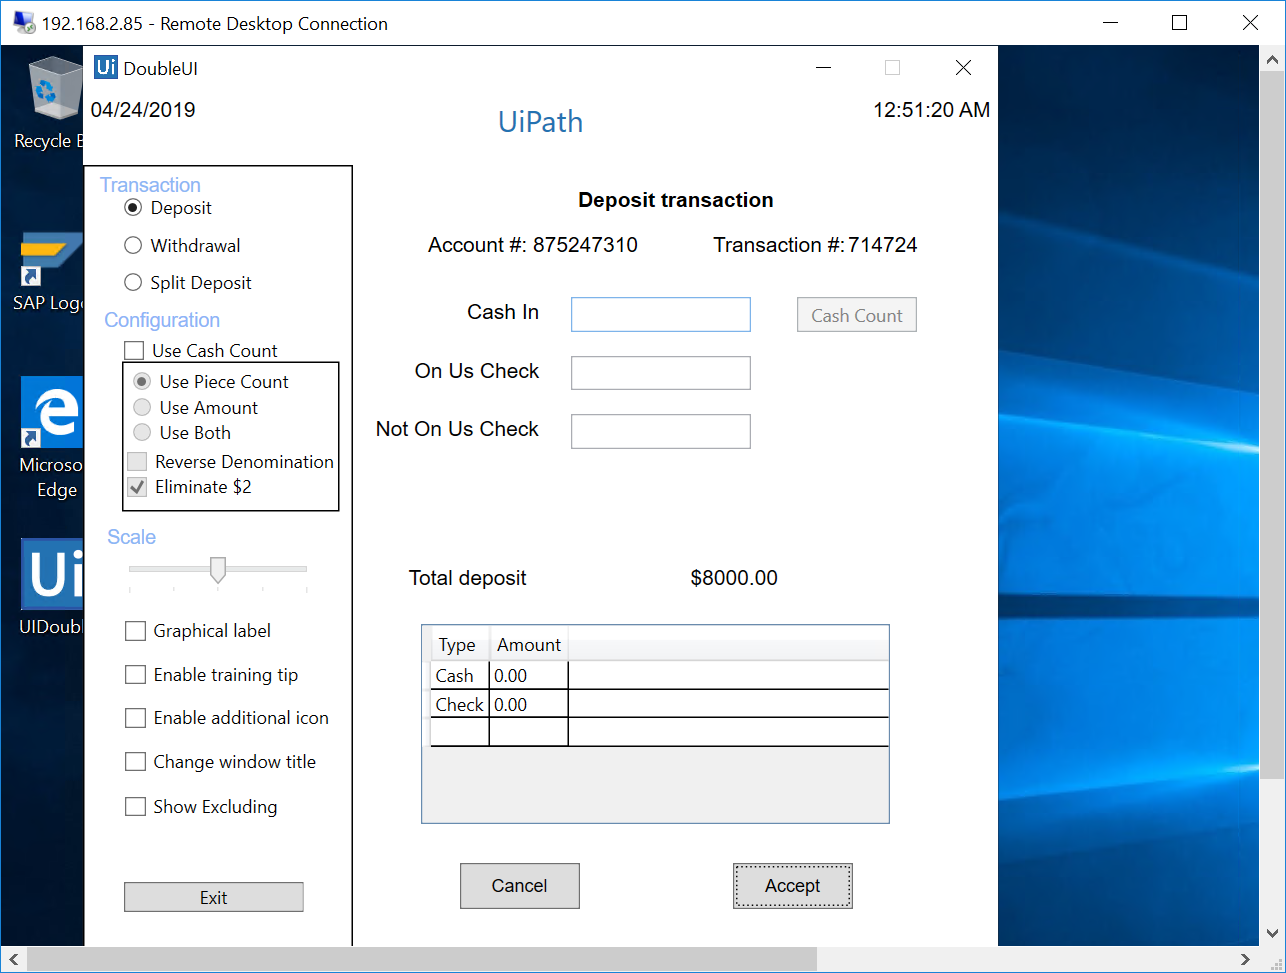 192.168.2.85 - Remote Desktop Connection
Recycle
SAP
Edge
Ui
Ui DoubleUI
04/24/2019
UiPath
12:51:20 AM
Transaction
Deposit
Withdrawal
Split Deposit
Configuration
Use Cash Count
Use Piece Count
Use Amount
Use Both
Reverse Denomination
Eliminate $2
Scale
Graphical label
Enable training tip
Enable additional icon
Change window title
Show Excluding
Exit
Deposit transaction
Account #: 875247310 Transaction #: 714724
Cash In
Cash Count
On Us Check
Not On Us Check
Total deposit $8000.00
Type Amount
Cash 0.00
Check 0.00
Cancel Accept